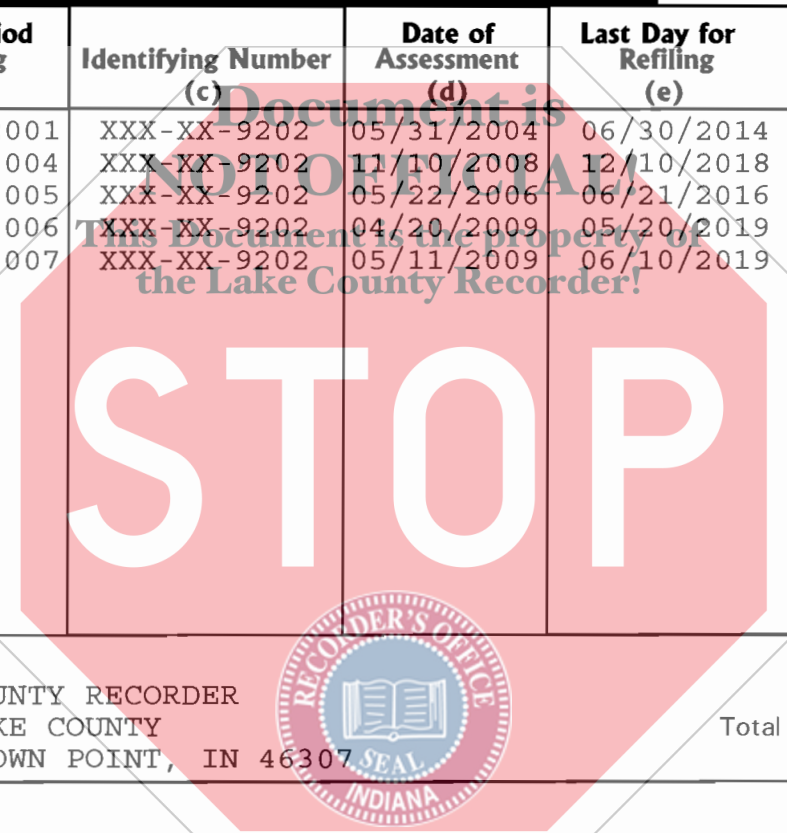 iod Date of Last Day for
g Identifying Number Assessment Refiling
(c) (d) (e)
Document is
001 XXX-XX-9202 05/31/2004 06/30/2014
004 XXX-XX-9202 11/10/2008 12/10/2018
NOT OFFICIAL!
005 XXX-XX-9202 05/22/2006 06/21/2016
006 XXX-XX-9202 04/20/2009 05/20/2019
This Document is the property of
007 XXX-XX-9202 05/11/2009 06/10/2019
the Lake County Recorder!
STOP
RECORDER'S OFFICE
UNTY RECORDER
KE COUNTY Total
OWN POINT, IN 46307
SEAL
INDIANA